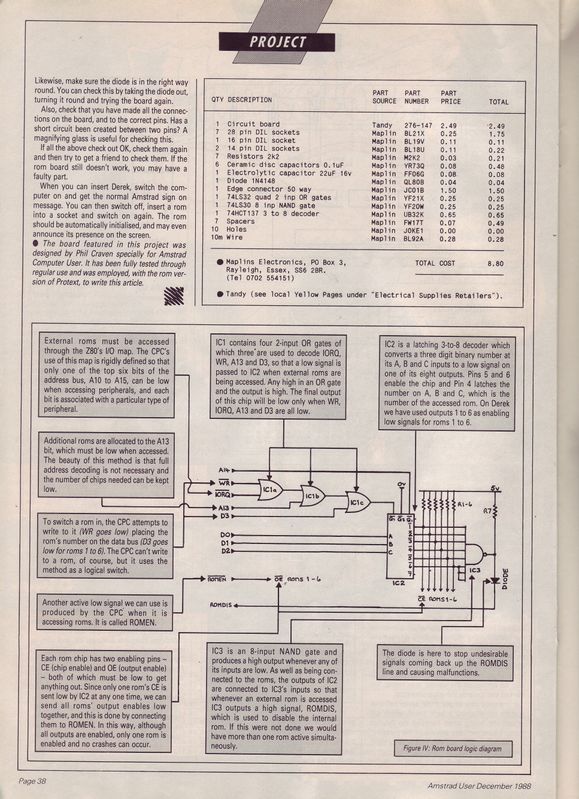 PROJECT
Likewise, make sure the diode is in the right way
round. You can check this by taking the diode out,
turning it round and trying the board again.
Also, check that you have made all the connec-
tions on the board, and to the correct pins. Has a
short circuit been created between two pins? A
magnifying glass is useful for checking this.
If all the above check out OK, check them again
and then try to get a friend to check them. If the
rom board still doesn't work, you may have a
faulty part.
When you can insert Derek, switch the com-
puter on and get the normal Amstrad sign on
message. You can then switch off, insert a rom
into a socket and switch on again. The rom
should be automatically initialised, and may even
announce its presence on the screen.
● The board featured in this project was
designed by Phil Craven specially for Amstrad
Computer User. It has been fully tested through
regular use and was employed, with the rom ver-
sion of Protext, to write this article.
PART PART PART
QTY DESCRIPTION SOURCE NUMBER PRICE TOTAL
1 Circuit board Tandy 276-147 2.49 2.49
7 28 pin DIL sockets Maplin BL21X 0.25 1.75
1 16 pin DIL socket Maplin BL19V 0.11 0.11
2 14 pin DIL sockets Maplin BL18U 0.11 0.22
7 Resistors 2k2 Maplin M2K2 0.03 0.21
6 Ceramic disc capacitors 0.1uF Maplin YR73Q 0.08 0.48
1 Electrolytic capacitor 22uF 16v Maplin FF06G 0.08 0.08
1 Diode 1N4148 Maplin QL80B 0.04 0.04
1 Edge connector 50 way Maplin JC01B 1.50 1.50
1 74LS32 quad 2 inp OR gates Maplin YF21X 0.25 0.25
1 74LS30 8 inp NAND gate Maplin YF20W 0.25 0.25
1 74HCT137 3 to 8 decoder Maplin UB32K 0.65 0.65
7 Spacers Maplin FW17T 0.07 0.49
10 Holes Maplin JOKE1 0.00 0.00
10m Wire Maplin BL92A 0.28 0.28
● Maplins Electronics, PO Box 3, TOTAL COST 8.80
Rayleigh, Essex, SS6 2BR.
(Tel 0702 554151)
● Tandy (see local Yellow Pages under "Electrical Supplies Retailers").
External roms must be accessed
through the Z80's I/O map. The CPC's
use of this map is rigidly defined so that
only one of the top six bits of the
address bus, A10 to A15, can be low
when accessing peripherals, and each
bit is associated with a particular type of
peripheral.
IC1 contains four 2-input OR gates of
which three are used to decode IORQ,
WR, A13 and D3, so that a low signal is
passed to IC2 when external roms are
being accessed. Any high in an OR gate
and the output is high. The final output
of this chip will be low only when WR,
IORQ, A13 and D3 are all low.
IC2 is a latching 3-to-8 decoder which
converts a three digit binary number at
its A, B and C inputs to a low signal on
one of its eight outputs. Pins 5 and 6
enable the chip and Pin 4 latches the
number on A, B and C, which is the
number of the accessed rom. On Derek
we have used outputs 1 to 6 as enabling
low signals for roms 1 to 6.
Additional roms are allocated to the A13
bit, which must be low when accessed.
The beauty of this method is that full
address decoding is not necessary and
the number of chips needed can be kept
low.
To switch a rom in, the CPC attempts to
write to it (WR goes low) placing the
rom's number on the data bus (D3 goes
low for roms 1 to 6). The CPC can't write
to a rom, of course, but it uses the
method as a logical switch.
Another active low signal we can use is
produced by the CPC when it is
accessing roms. It is called ROMEN.
Each rom chip has two enabling pins –
CE (chip enable) and OE (output enable)
– both of which must be low to get
anything out. Since only one rom's CE is
sent low by IC2 at any one time, we can
send all roms' output enables low
together, and this is done by connecting
them to ROMEN. In this way, although
all outputs are enabled, only one rom is
enabled and no crashes can occur.
A14
WR
IORQ
A13
D3
D0
D1
D2
IC1a
IC1b
IC1c
0v
5v
G1 G2
A
B
C
1
2
3
4
5
6
7
IC2
R1-6
R7
IC3
DIODE
ROMEN
OE ROMS 1-6
ROMDIS
CE ROMS 1-6
IC3 is an 8-input NAND gate and
produces a high output whenever any of
its inputs are low. As well as being con-
nected to the roms, the outputs of IC2
are connected to IC3's inputs so that
whenever an external rom is accessed
IC3 outputs a high signal, ROMDIS,
which is used to disable the internal
rom. If this were not done we would
have more than one rom active simulta-
neously.
The diode is here to stop undesirable
signals coming back up the ROMDIS
line and causing malfunctions.
Figure IV: Rom board logic diagram
Page 38
Amstrad User December 1988